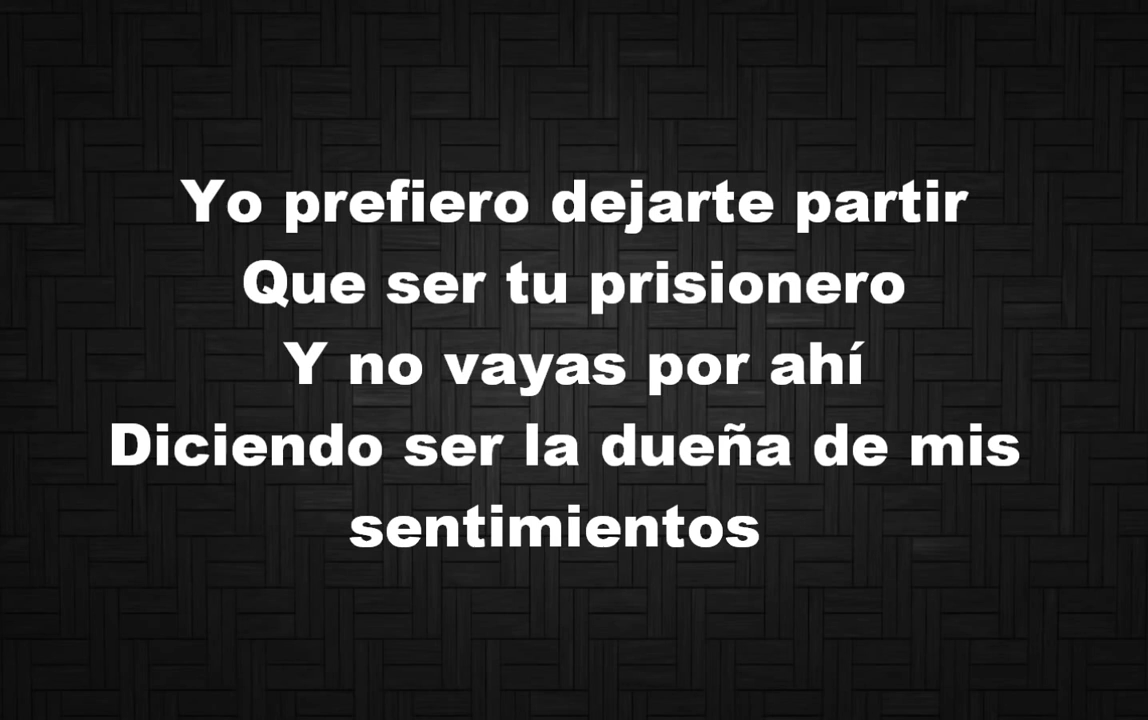 Yo prefiero dejarte partir
Que ser tu prisionero
Y no vayas por ahí
Diciendo ser la dueña de mis
sentimientos